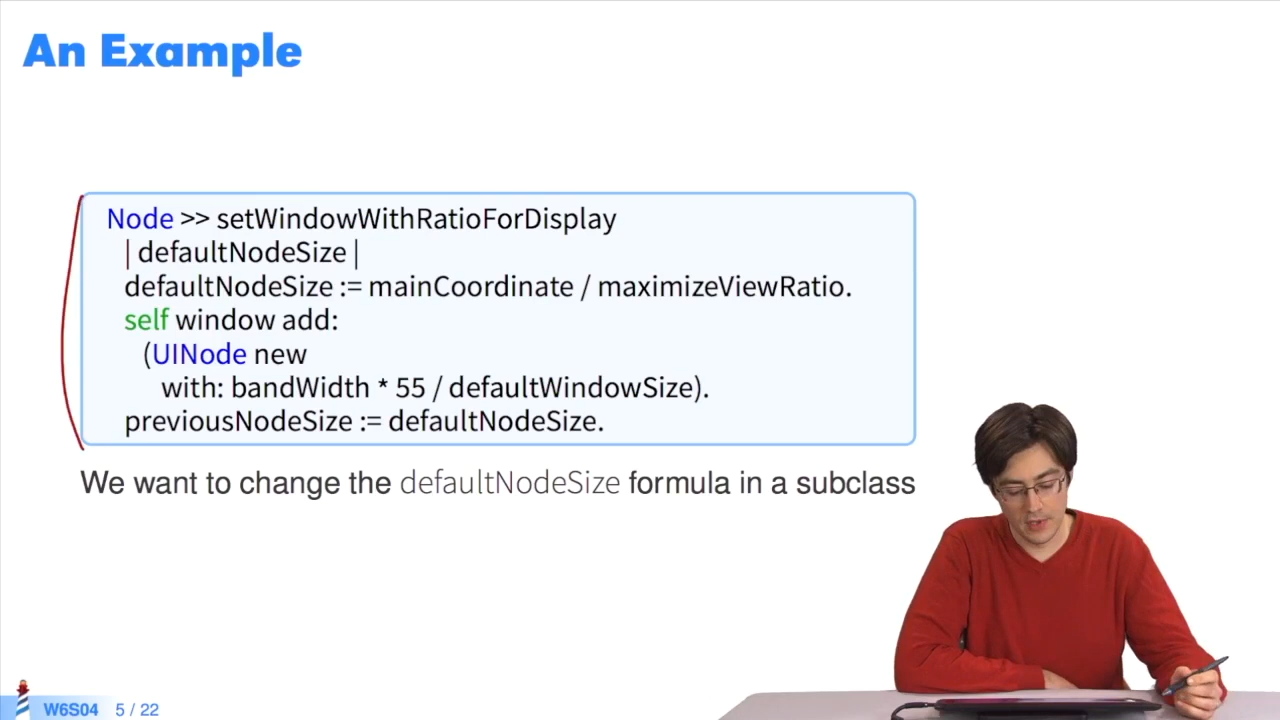 An Example
Node >> setWindowWithRatioForDisplay
| defaultNodeSize |
defaultNodeSize := mainCoordinate / maximizeViewRatio.
self window add:
(UINode new
with: bandWidth * 55 / defaultWindowSize).
previousNodeSize := defaultNodeSize.
We want to change the defaultNodeSize formula in a subclass
W6S04 5 / 22